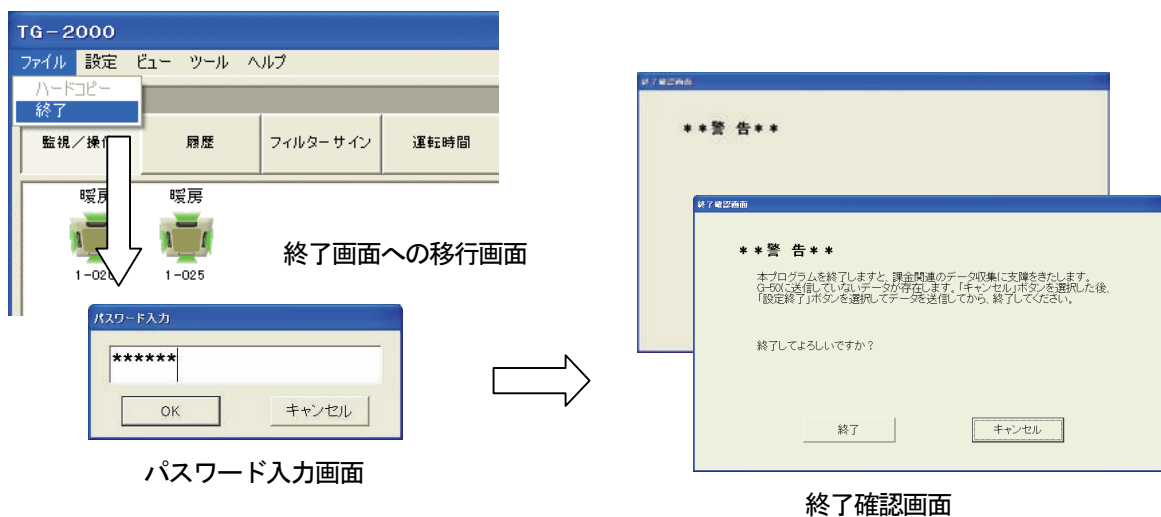 TG-2000
ファイル 設定 ビュー ツール ヘルプ
ハードコピー
終了
監視/操作 履歴 フィルターサイン 運転時間
暖房 暖房
1-026 1-025
終了画面への移行画面
パスワード入力
******
OK キャンセル
パスワード入力画面
終了確認画面
**警 告**
終了確認画面
**警 告**
本プログラムを終了しますと、課金関連のデータ収集に支障をきたします。
G-50に送信していないデータが存在します。「キャンセル」ボタンを選択した後、
「設定終了」ボタンを選択してデータを送信してから、終了してください。
終了してよろしいですか?
終了 キャンセル
終了確認画面